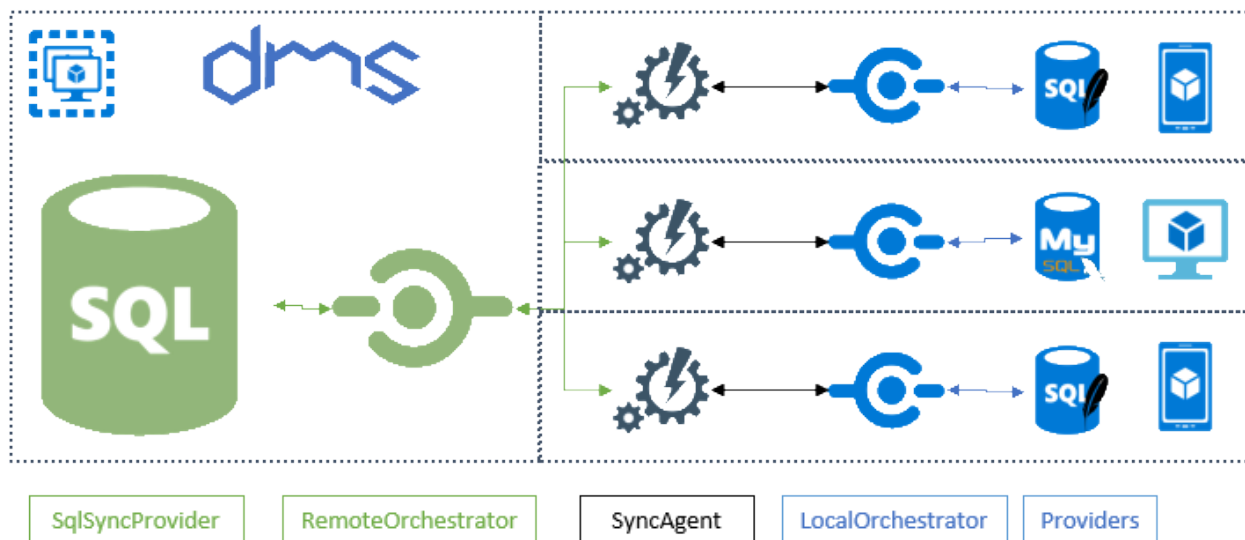 dms
SQL
SQL
My
SQL
SQL
SqlSyncProvider
RemoteOrchestrator
SyncAgent
LocalOrchestrator
Providers